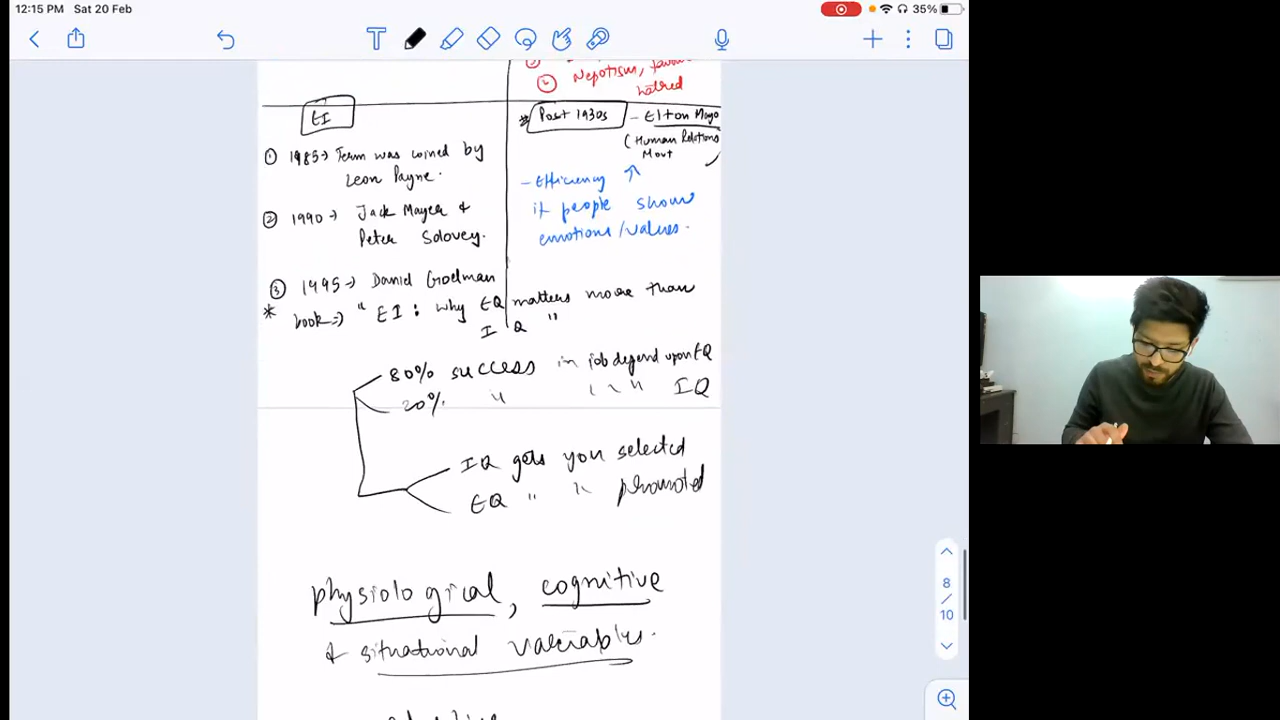 12:15 PM Sat 20 Feb
35%
Nepotism,
hatred
EI
Post 1930s - Elton Mayo
(Human Relations
Movt
① 1985→ Term was coined by
Leon Payne.
② 1990→ Jack Mayer &
Peter Solovey.
- Efficiency ↑
if people show
emotions/values.
③ 1995→ Daniel Goelman
* book→ " EI : why EQ matters more than
IQ "
80% success in job depend upon EQ
20% " " " " IQ
IQ gets you selected
EQ " " promoted
physiological, cognitive
& situational variables.
8
/
10